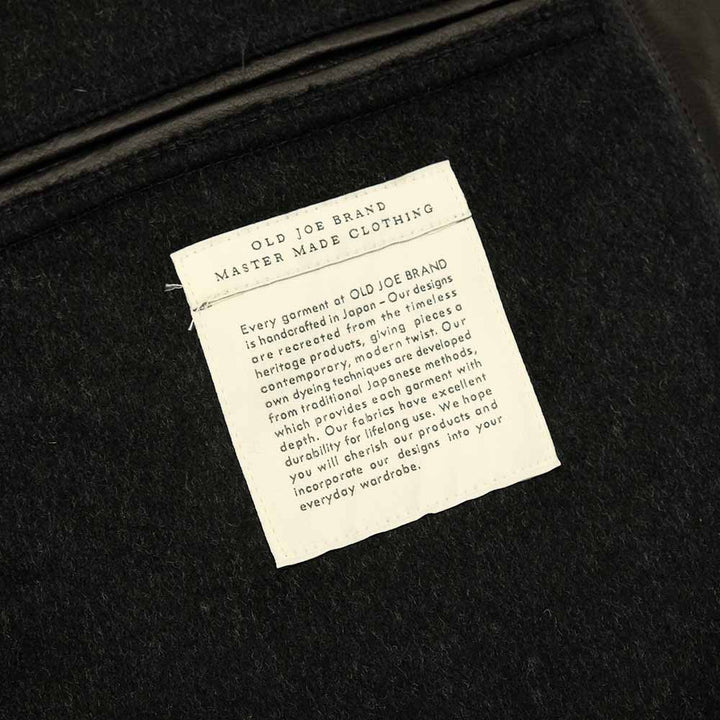 OLD JOE BRAND
MASTER MADE CLOTHING
Every garment at OLD JOE BRAND
is handcrafted in Japan – Our designs
are recreated from the timeless
heritage products, giving pieces a
contemporary, modern twist. Our
own dyeing techniques are developed
from traditional Japanese methods,
which provides each garment with
depth. Our fabrics have excellent
durability for lifelong use. We hope
you will cherish our products and
incorporate our designs into your
everyday wardrobe.